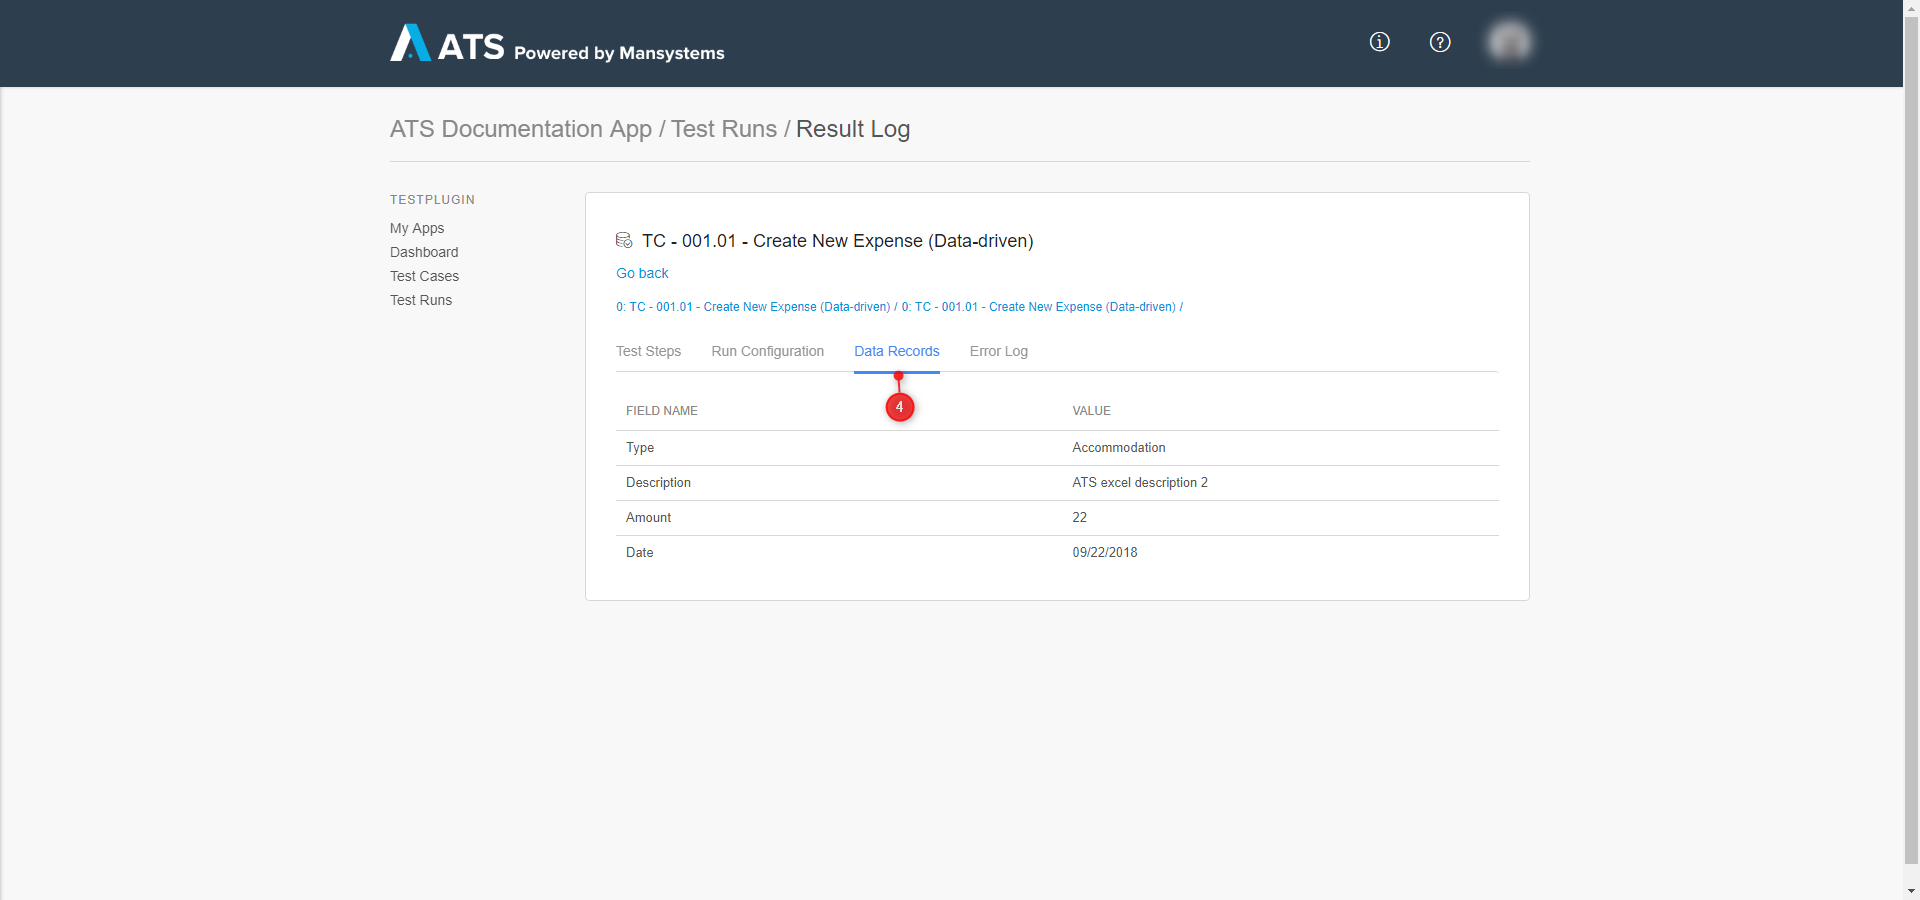 ATS Powered by Mansystems
ATS Documentation App / Test Runs / Result Log
TESTPLUGIN
My Apps
Dashboard
Test Cases
Test Runs
TC - 001.01 - Create New Expense (Data-driven)
Go back
0: TC - 001.01 - Create New Expense (Data-driven) / 0: TC - 001.01 - Create New Expense (Data-driven) /
Test Steps Run Configuration Data Records Error Log
4
FIELD NAME VALUE
Type Accommodation
Description ATS excel description 2
Amount 22
Date 09/22/2018